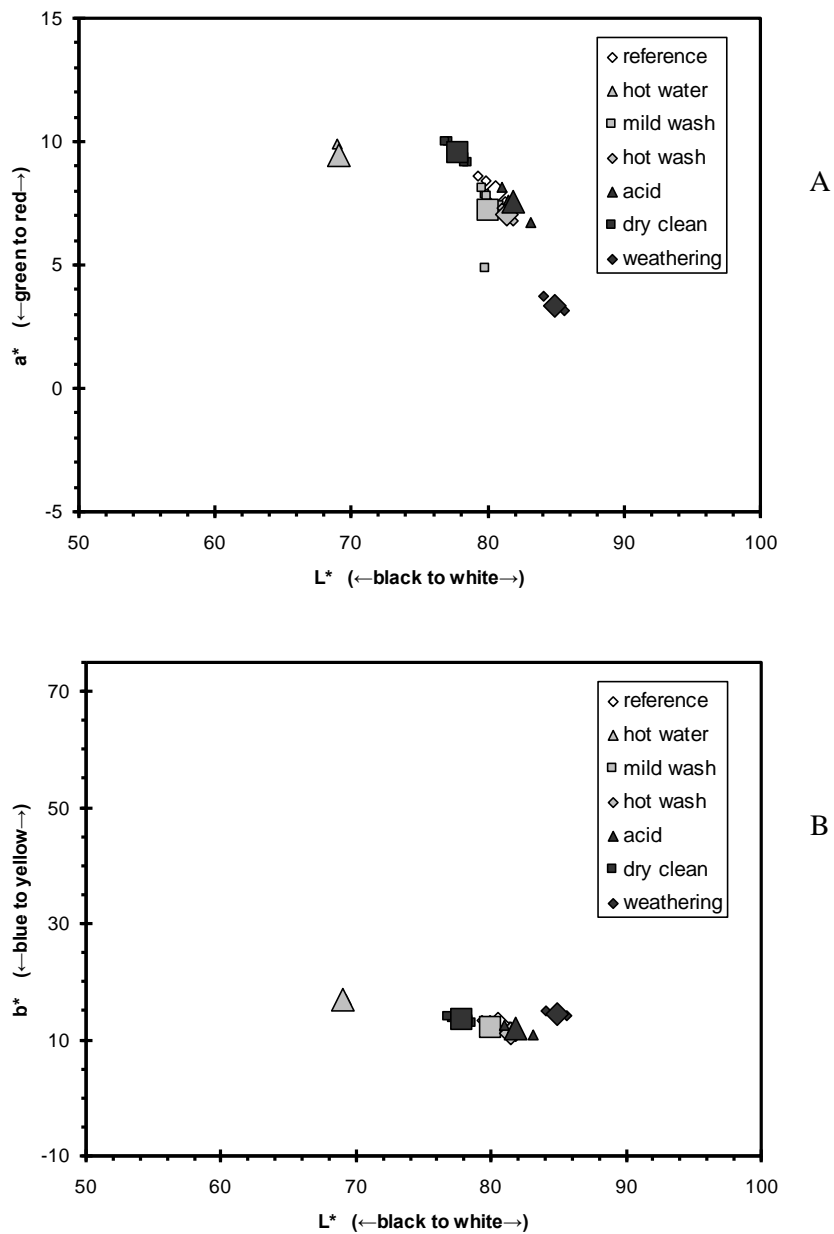 15
10
5
0
-5
a* (←green to red→)
50 60 70 80 90 100
L* (←black to white→)
reference
hot water
mild wash
hot wash
acid
dry clean
weathering
A
70
50
30
10
-10
b* (←blue to yellow→)
50 60 70 80 90 100
L* (←black to white→)
reference
hot water
mild wash
hot wash
acid
dry clean
weathering
B